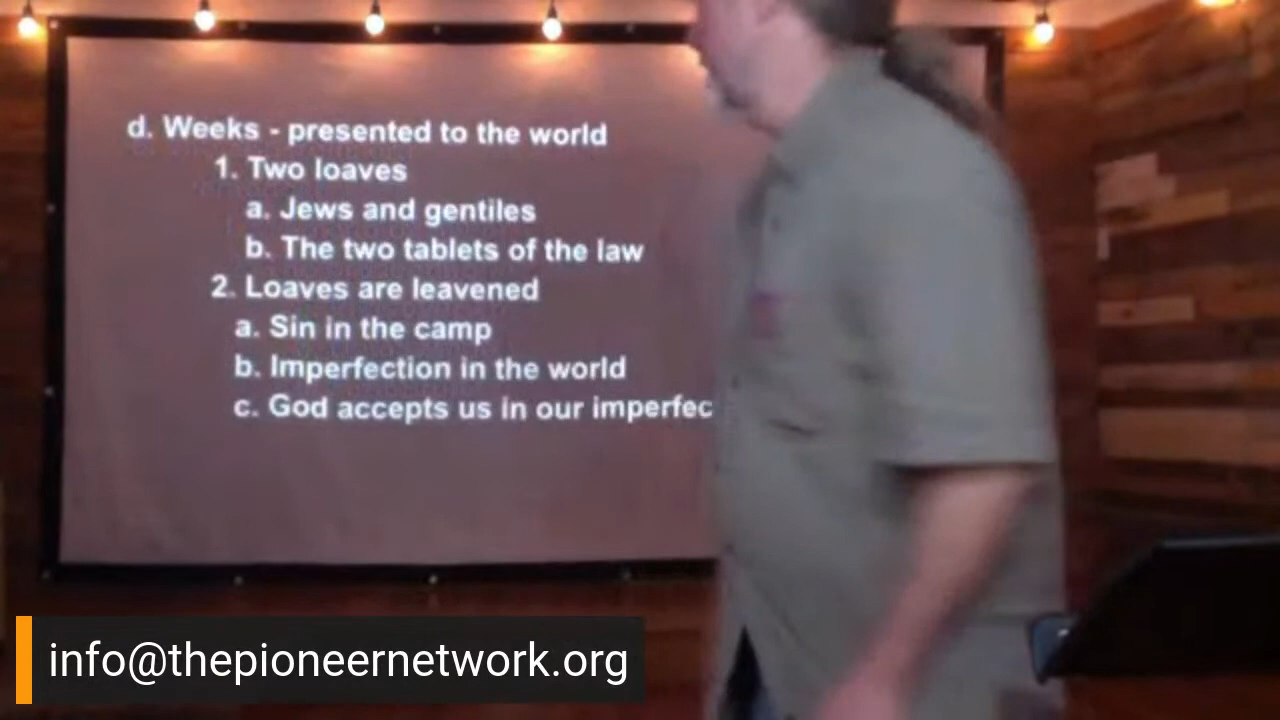 d. Weeks - presented to the world
1. Two loaves
a. Jews and gentiles
b. The two tablets of the law
2. Loaves are leavened
a. Sin in the camp
b. Imperfection in the world
c. God accepts us in our imperfec
info@thepioneernetwork.org